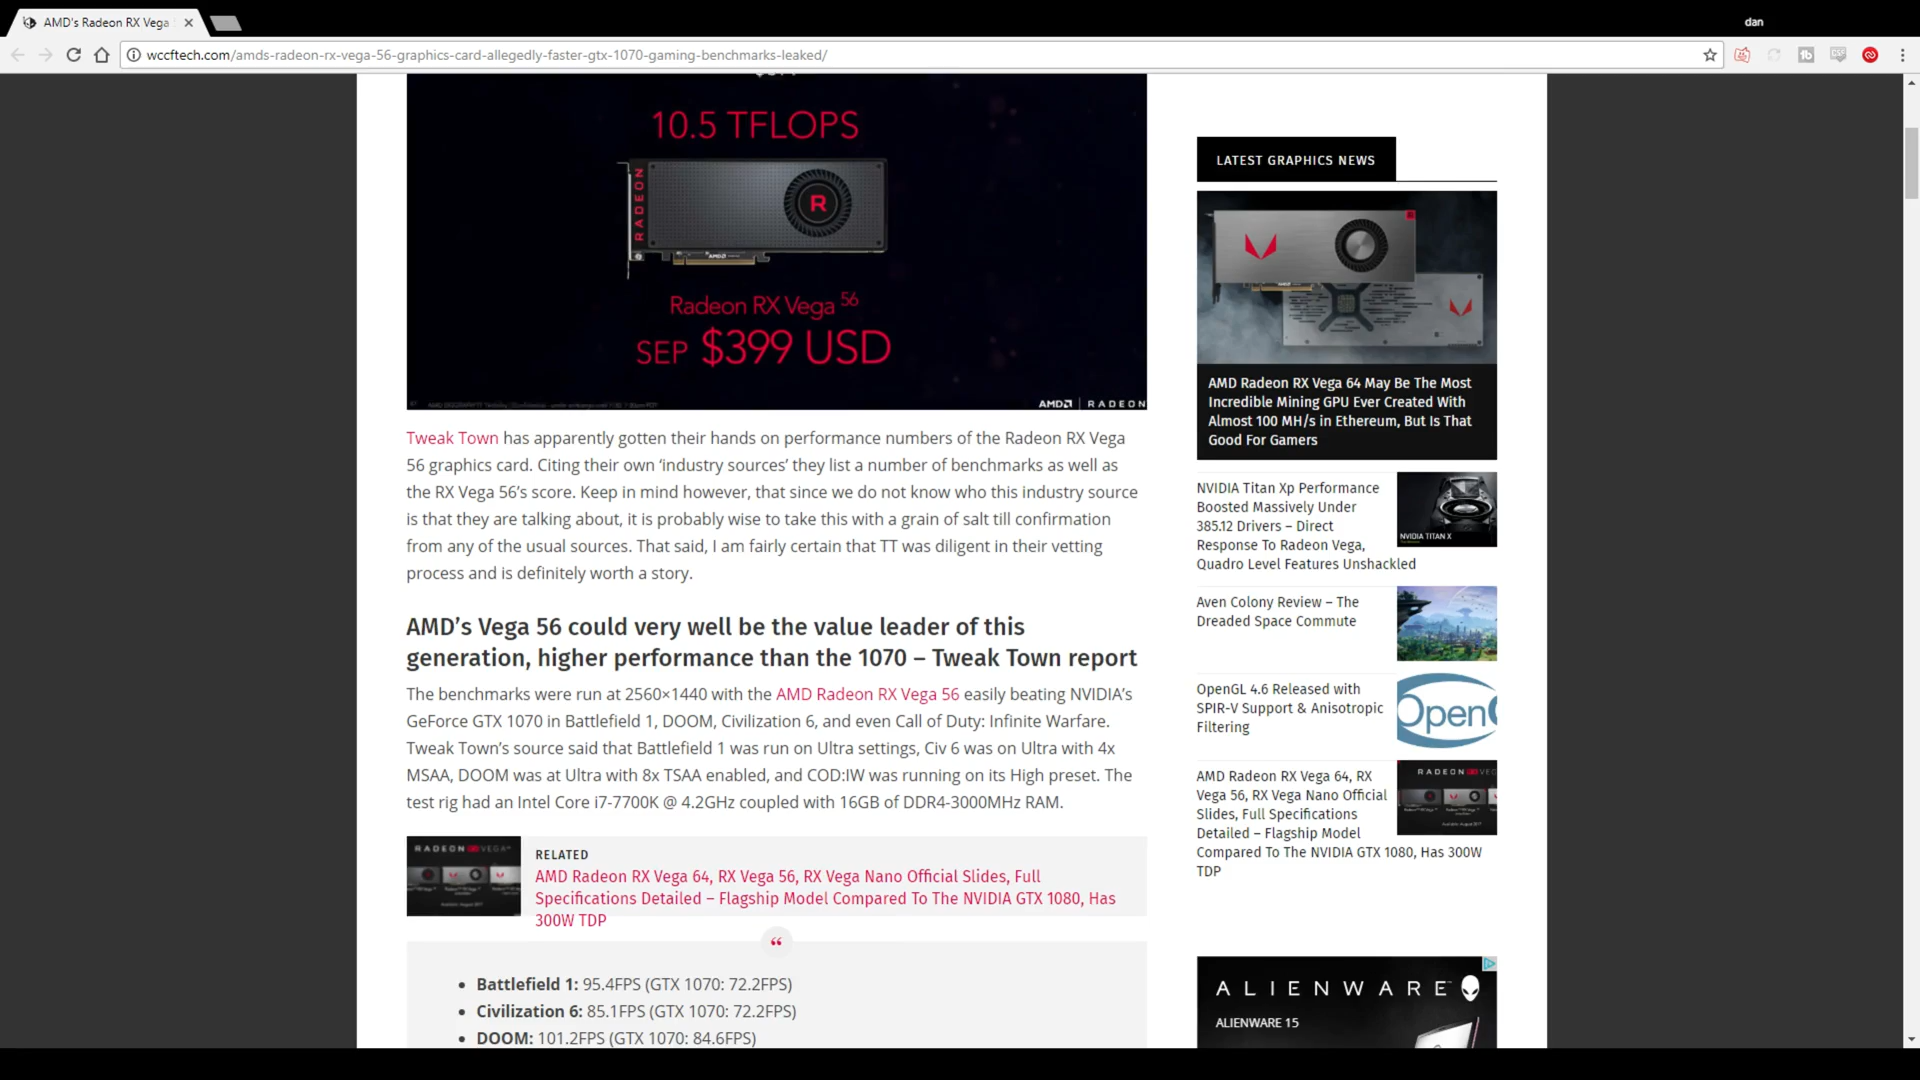 AMD's Radeon RX Vega
dan
wccftech.com/amds-radeon-rx-vega-56-graphics-card-allegedly-faster-gtx-1070-gaming-benchmarks-leaked/
10.5 TFLOPS
RADEON
R
AMD
Radeon RX Vega 56
SEP $399 USD
AMD | RADEON
Tweak Town has apparently gotten their hands on performance numbers of the Radeon RX Vega
56 graphics card. Citing their own ‘industry sources’ they list a number of benchmarks as well as
the RX Vega 56’s score. Keep in mind however, that since we do not know who this industry source
is that they are talking about, it is probably wise to take this with a grain of salt till confirmation
from any of the usual sources. That said, I am fairly certain that TT was diligent in their vetting
process and is definitely worth a story.
AMD’s Vega 56 could very well be the value leader of this
generation, higher performance than the 1070 – Tweak Town report
The benchmarks were run at 2560×1440 with the AMD Radeon RX Vega 56 easily beating NVIDIA’s
GeForce GTX 1070 in Battlefield 1, DOOM, Civilization 6, and even Call of Duty: Infinite Warfare.
Tweak Town’s source said that Battlefield 1 was run on Ultra settings, Civ 6 was on Ultra with 4x
MSAA, DOOM was at Ultra with 8x TSAA enabled, and COD:IW was running on its High preset. The
test rig had an Intel Core i7-7700K @ 4.2GHz coupled with 16GB of DDR4-3000MHz RAM.
RADEON RX VEGA
RELATED
AMD Radeon RX Vega 64, RX Vega 56, RX Vega Nano Official Slides, Full
Specifications Detailed – Flagship Model Compared To The NVIDIA GTX 1080, Has
300W TDP
“
• Battlefield 1: 95.4FPS (GTX 1070: 72.2FPS)
• Civilization 6: 85.1FPS (GTX 1070: 72.2FPS)
• DOOM: 101.2FPS (GTX 1070: 84.6FPS)
LATEST GRAPHICS NEWS
AMD Radeon RX Vega 64 May Be The Most
Incredible Mining GPU Ever Created With
Almost 100 MH/s in Ethereum, But Is That
Good For Gamers
NVIDIA Titan Xp Performance
Boosted Massively Under
385.12 Drivers – Direct
Response To Radeon Vega,
Quadro Level Features Unshackled
NVIDIA TITAN X
Aven Colony Review – The
Dreaded Space Commute
OpenGL 4.6 Released with
SPIR-V Support & Anisotropic
Filtering
Open
AMD Radeon RX Vega 64, RX
Vega 56, RX Vega Nano Official
Slides, Full Specifications
Detailed – Flagship Model
Compared To The NVIDIA GTX 1080, Has 300W
TDP
RADEON RX VEG
ALIENWARE
ALIENWARE 15